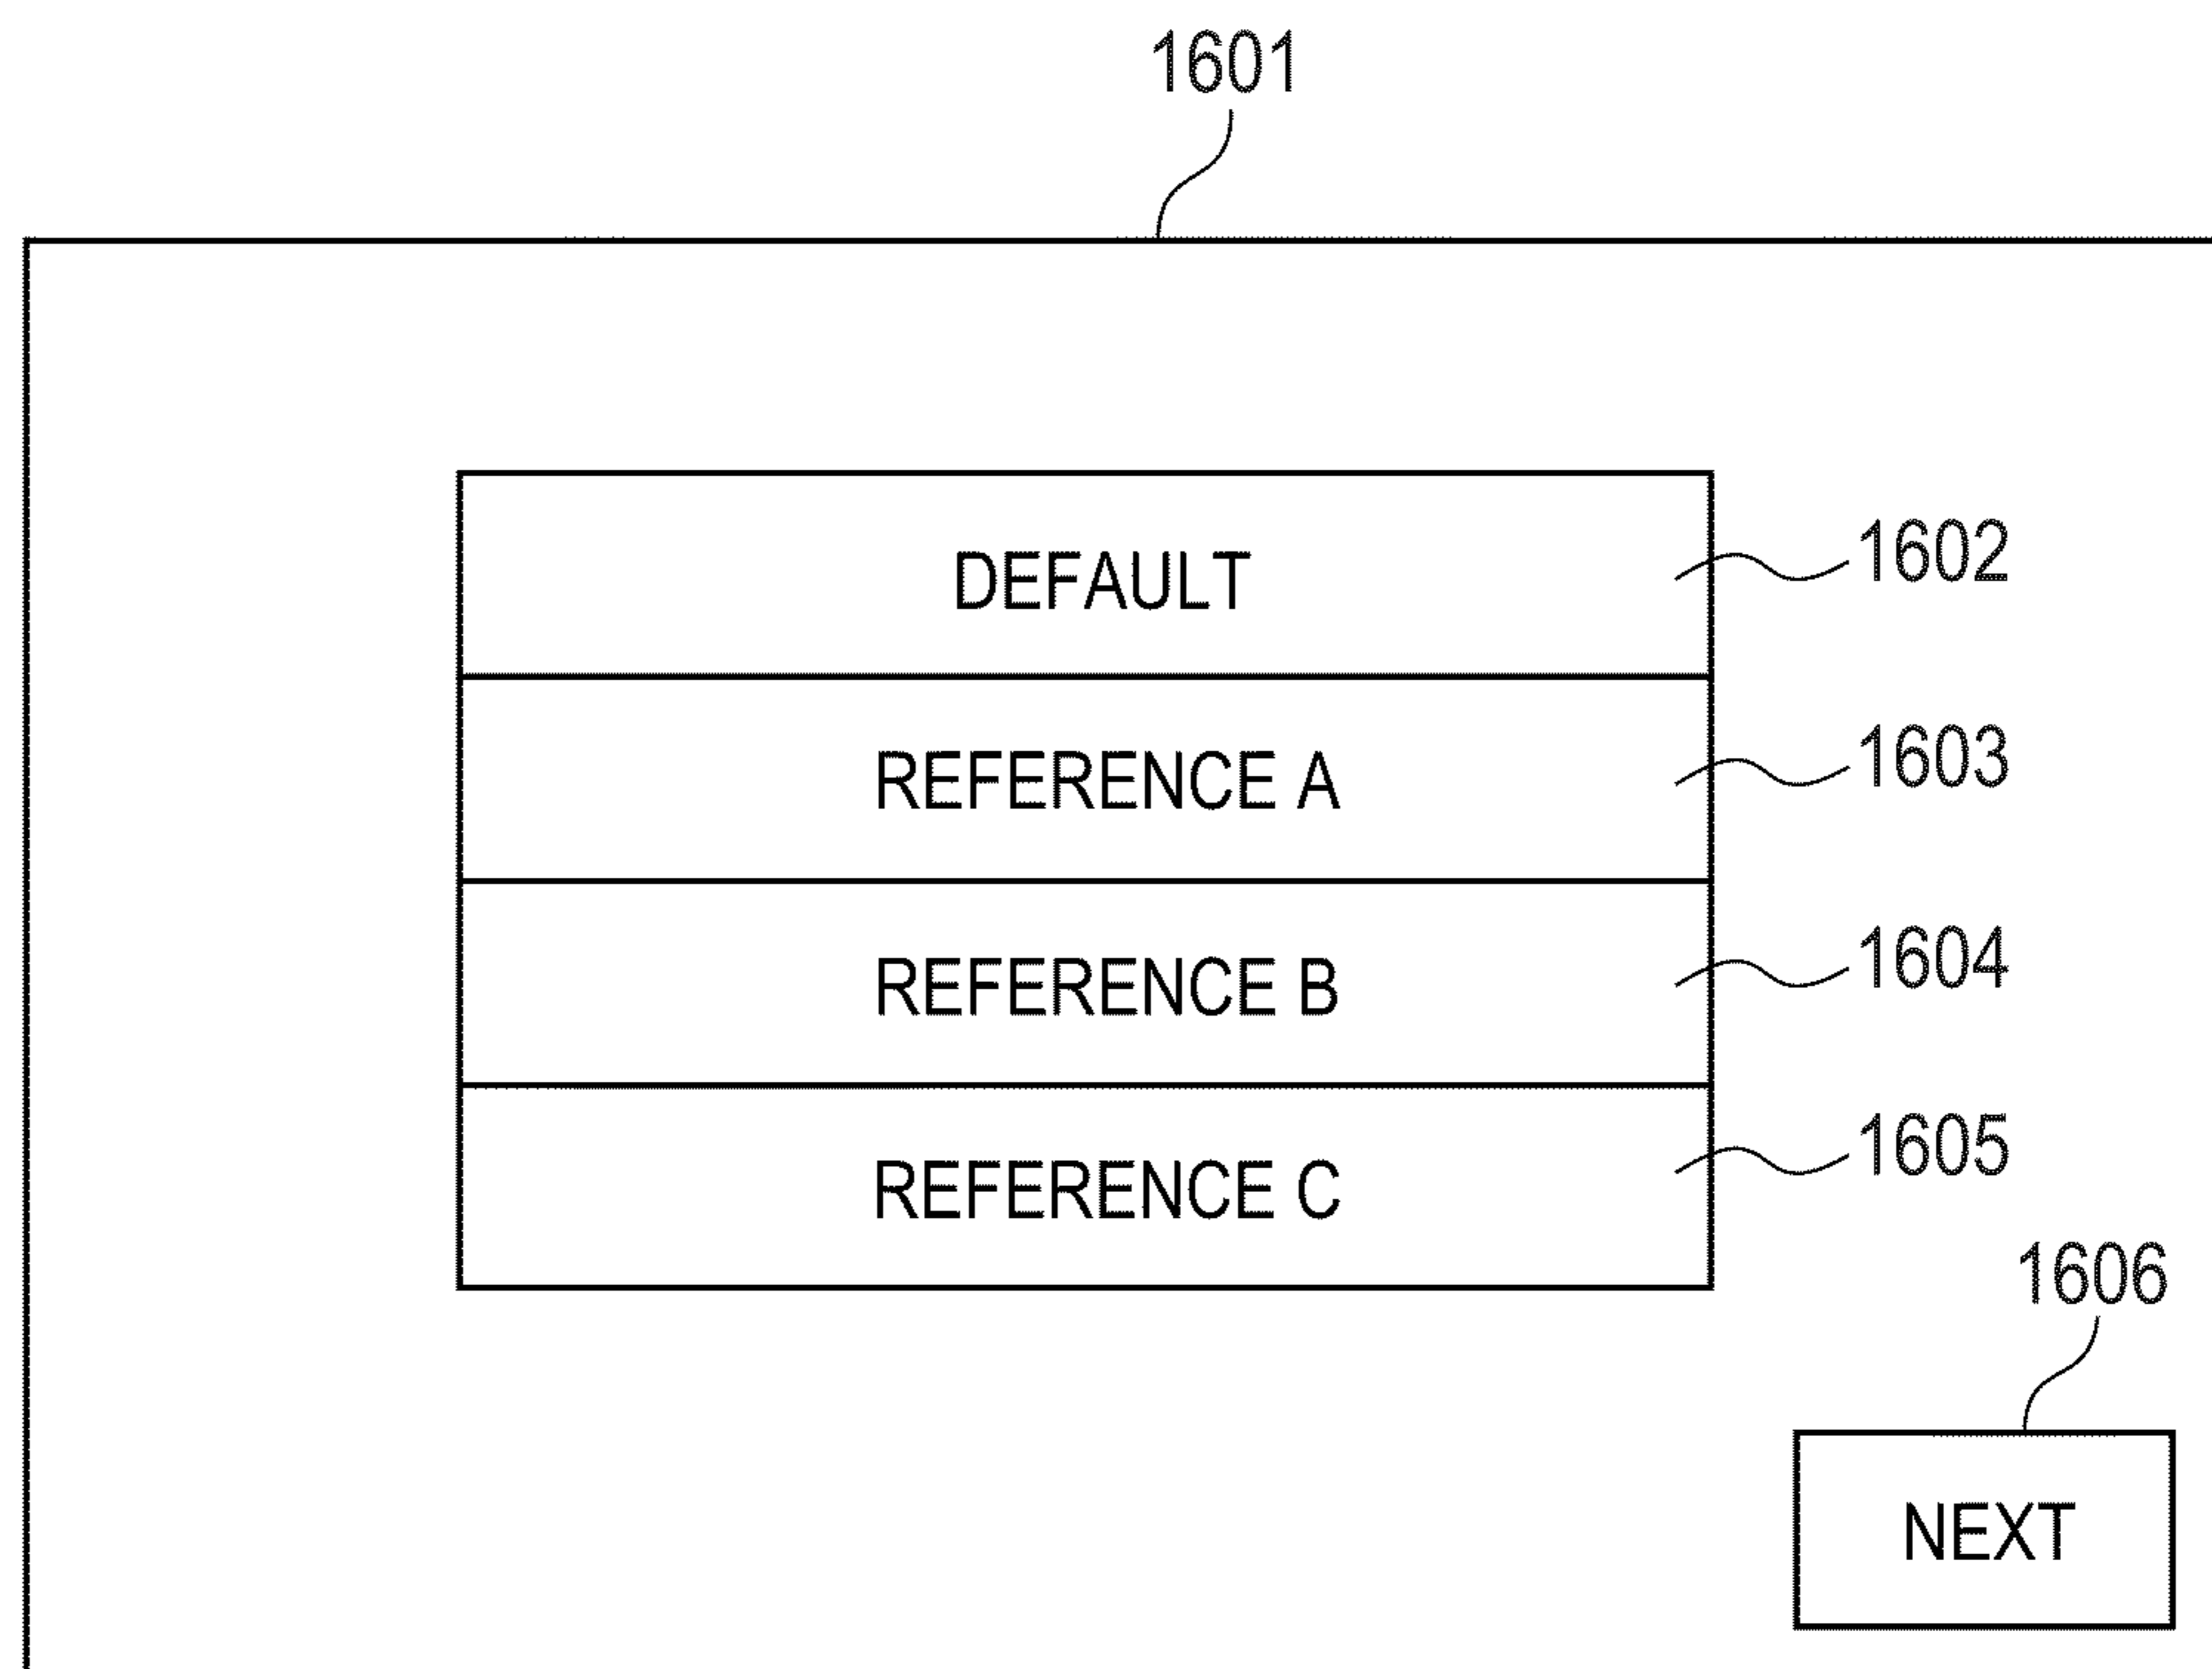 1601
DEFAULT
1602
REFERENCE A
1603
REFERENCE B
1604
REFERENCE C
1605
1606
NEXT